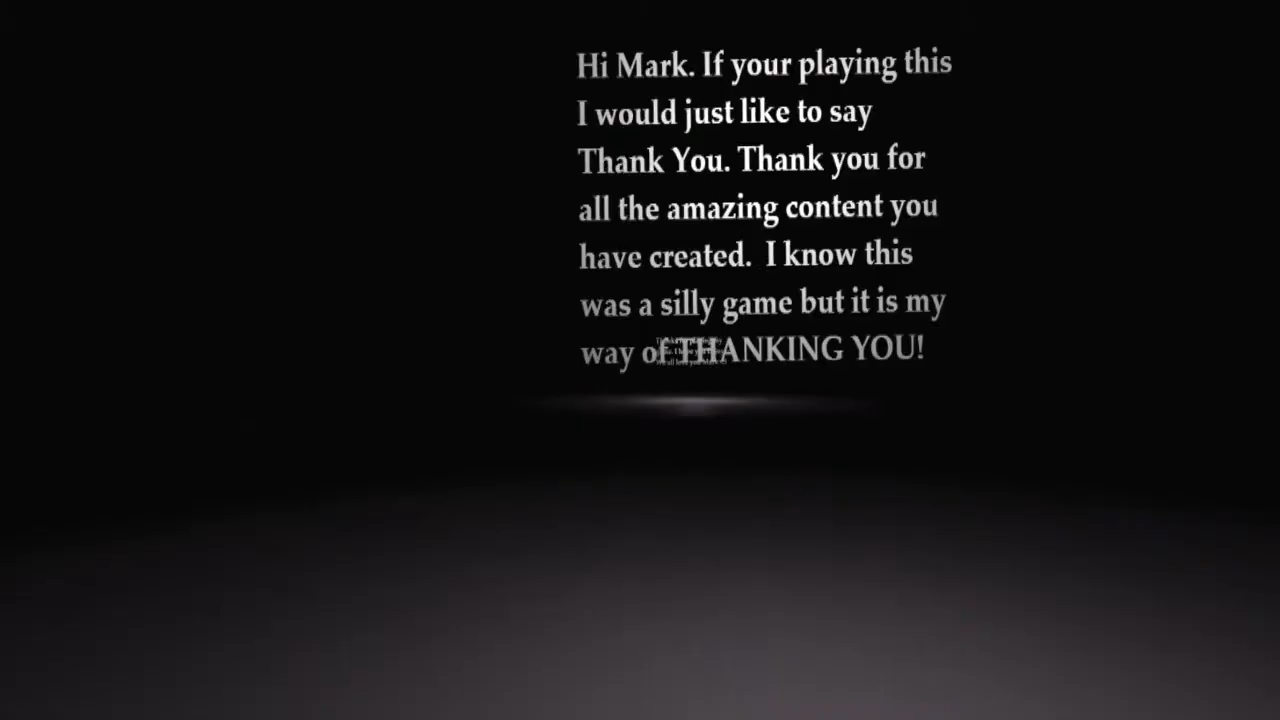 Hi Mark. If your playing this
I would just like to say
Thank You. Thank you for
all the amazing content you
have created.  I know this
was a silly game but it is my
way of THANKING YOU!